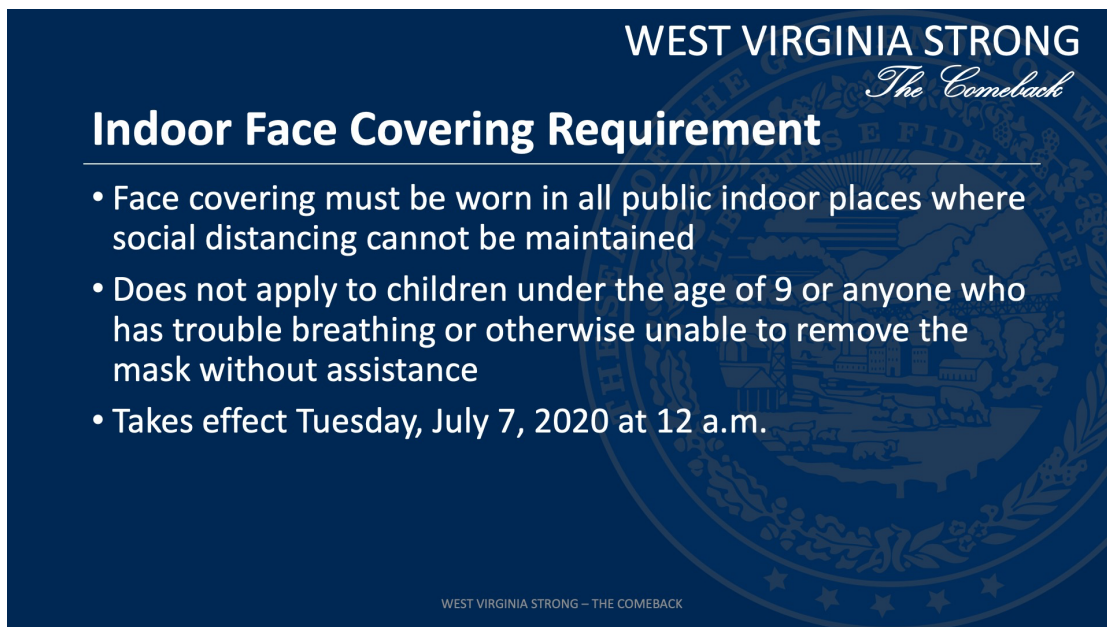 WEST VIRGINIA STRONG
The Comeback
Indoor Face Covering Requirement
• Face covering must be worn in all public indoor places where
social distancing cannot be maintained
• Does not apply to children under the age of 9 or anyone who
has trouble breathing or otherwise unable to remove the
mask without assistance
• Takes effect Tuesday, July 7, 2020 at 12 a.m.
WEST VIRGINIA STRONG – THE COMEBACK